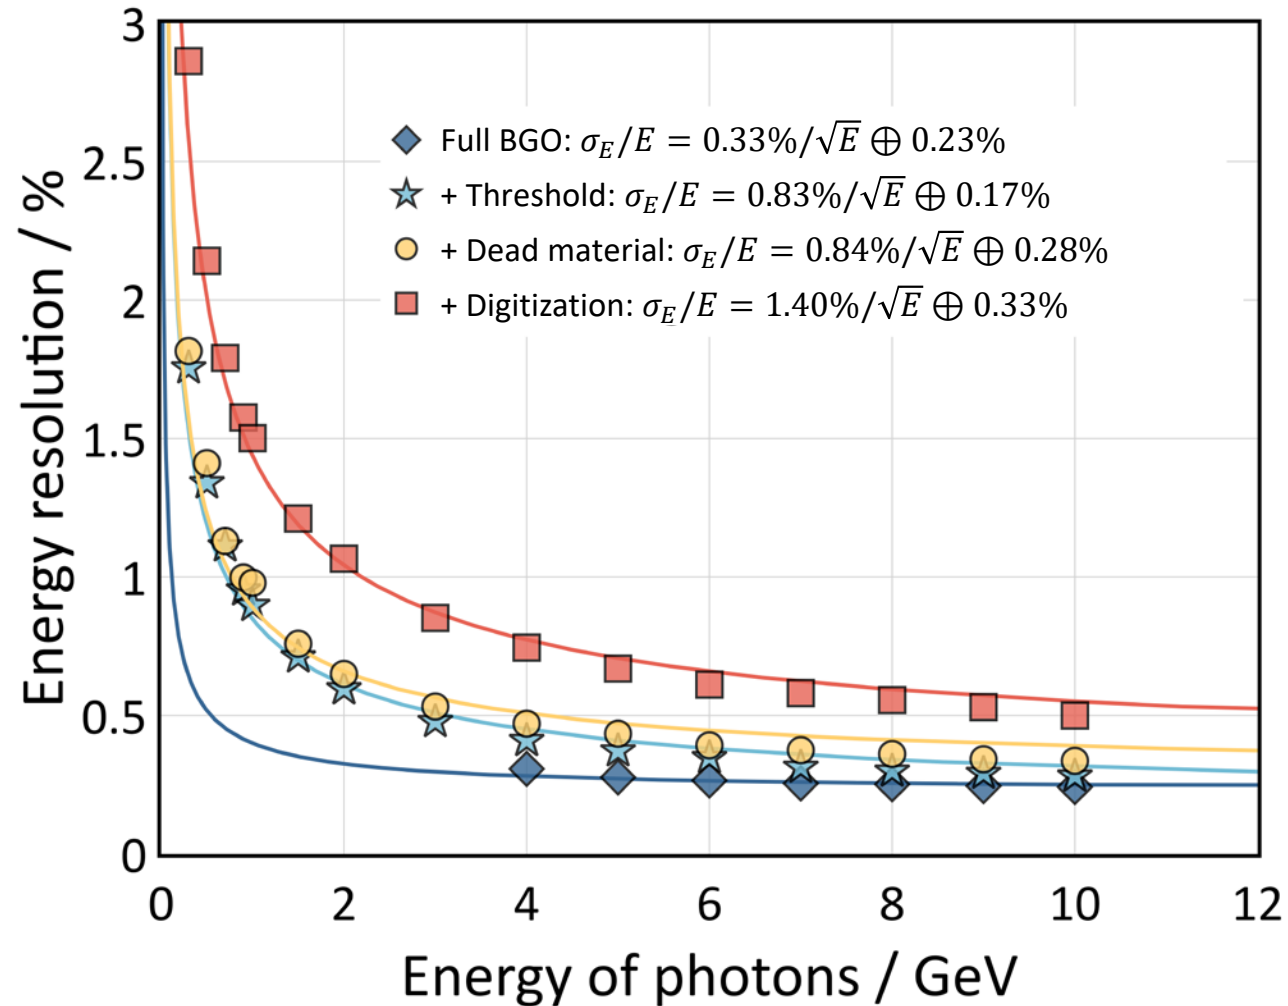 3
2.5
2
1.5
1
0.5
0
Energy resolution / %
Full BGO: σ_E/E = 0.33%/√E ⊕ 0.23%
+ Threshold: σ_E/E = 0.83%/√E ⊕ 0.17%
+ Dead material: σ_E/E = 0.84%/√E ⊕ 0.28%
+ Digitization: σ_E/E = 1.40%/√E ⊕ 0.33%
0 2 4 6 8 10 12
Energy of photons / GeV